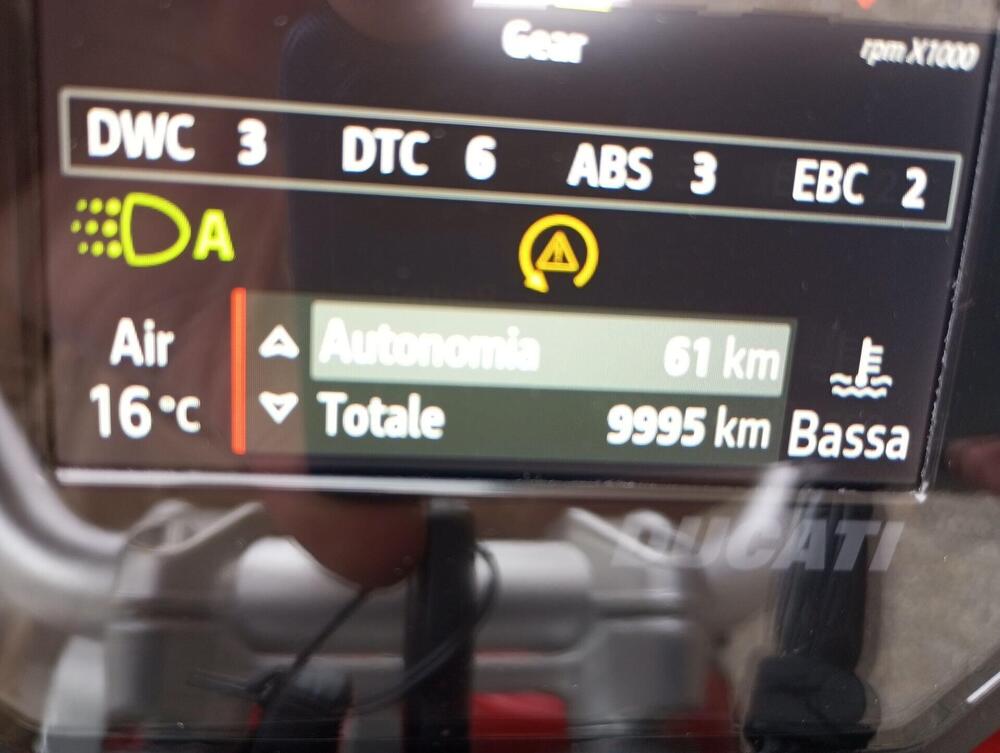 Gear
rpm X1000
DWC 3 DTC 6 ABS 3 EBC 2
A
Air
16 °C
Autonomia 61 km
Totale 9995 km
Bassa
DUCATI